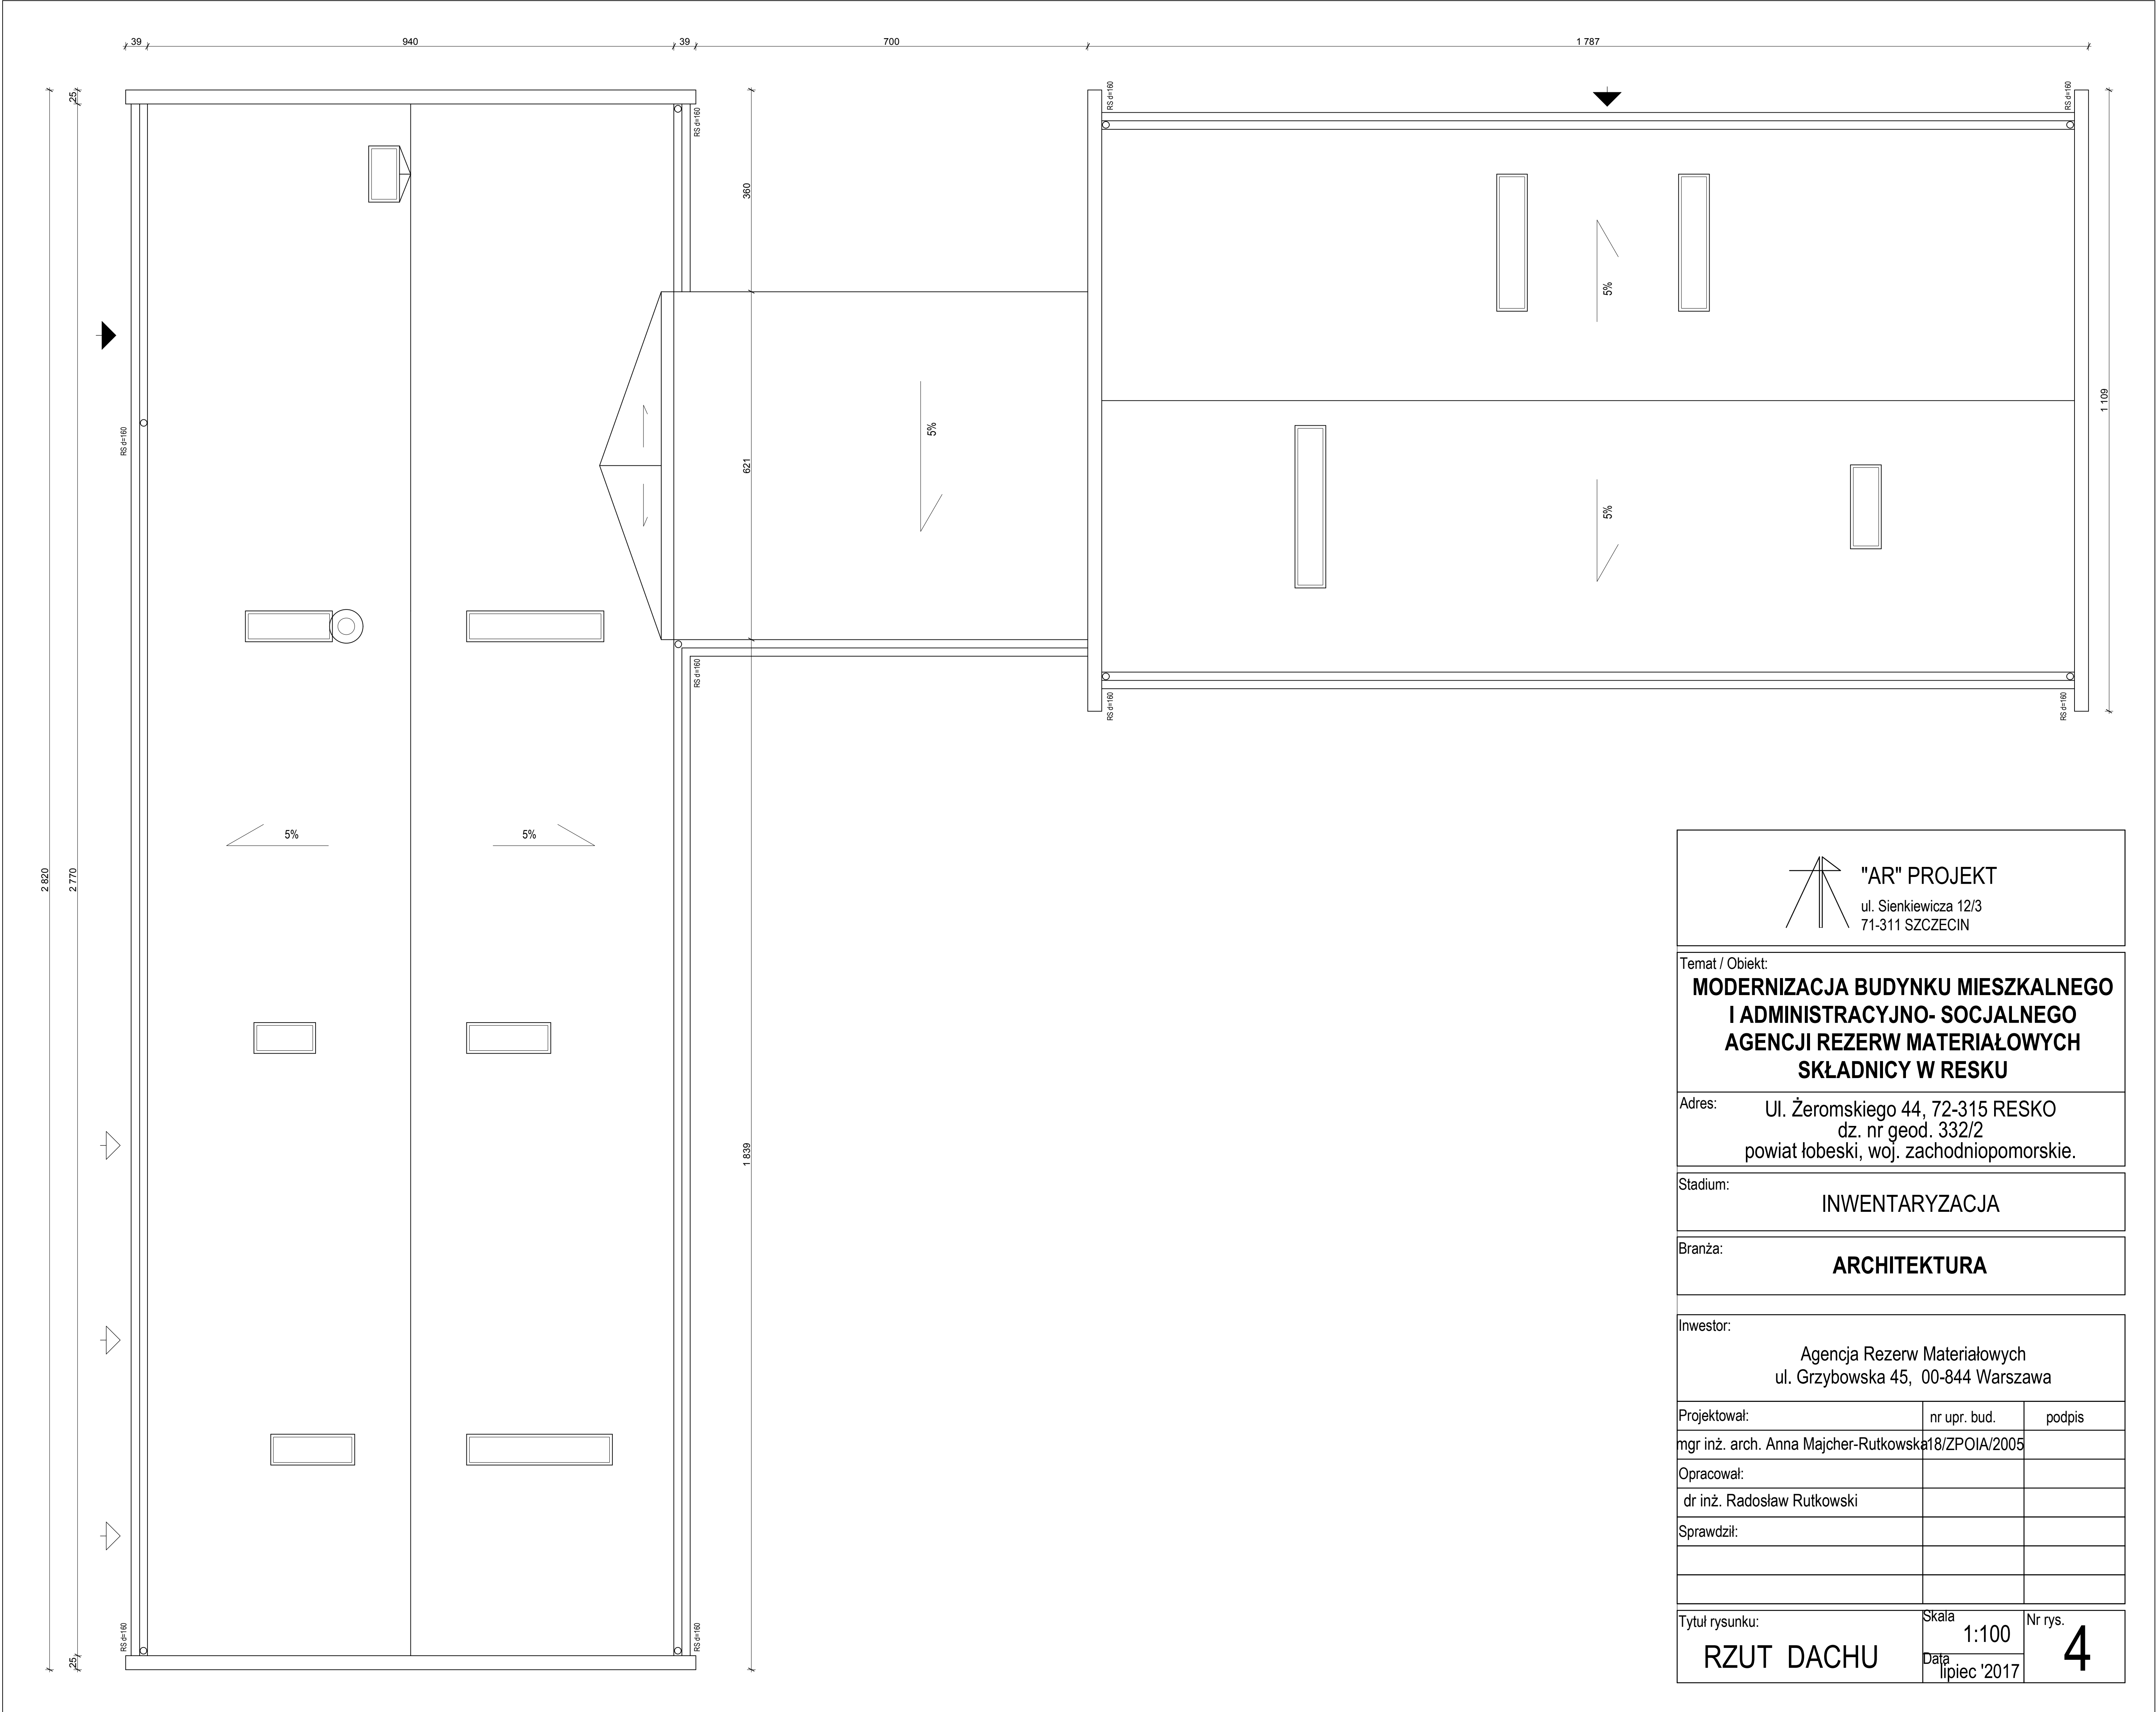 39
940
39
700
1 787
25
2 820
2 770
25
360
621
1 839
1 109
RS d=160
RS d=160
RS d=160
RS d=160
RS d=160
RS d=160
RS d=160
RS d=160
RS d=160
5%
5%
5%
5%
5%
"AR" PROJEKT
ul. Sienkiewicza 12/3
71-311 SZCZECIN
Temat / Obiekt:
MODERNIZACJA BUDYNKU MIESZKALNEGO
I ADMINISTRACYJNO- SOCJALNEGO
AGENCJI REZERW MATERIAŁOWYCH
SKŁADNICY W RESKU
Adres:
Ul. Żeromskiego 44, 72-315 RESKO
dz. nr geod. 332/2
powiat łobeski, woj. zachodniopomorskie.
Stadium:
INWENTARYZACJA
Branża:
ARCHITEKTURA
Inwestor:
Agencja Rezerw Materiałowych
ul. Grzybowska 45, 00-844 Warszawa
Projektował: nr upr. bud. podpis
mgr inż. arch. Anna Majcher-Rutkowska 18/ZPOIA/2005
Opracował:
dr inż. Radosław Rutkowski
Sprawdził:
Tytuł rysunku:
RZUT DACHU
Skala
1:100
Data
lipiec '2017
Nr rys.
4